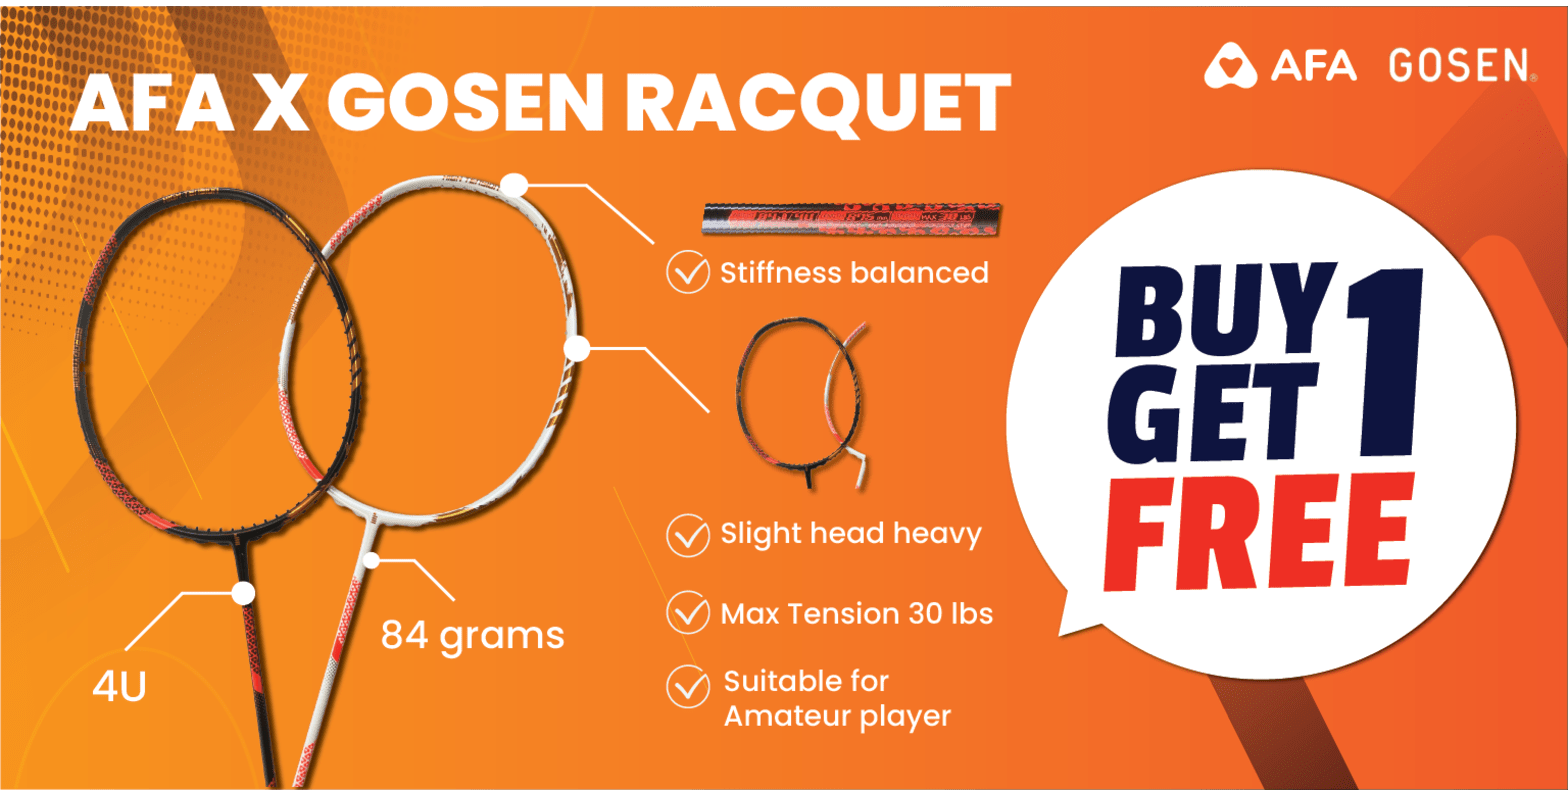 AFA X GOSEN RACQUET
AFA GOSEN®
Stiffness balanced
BUY 1
GET
FREE
Slight head heavy
Max Tension 30 lbs
Suitable for
Amateur player
84 grams
4U